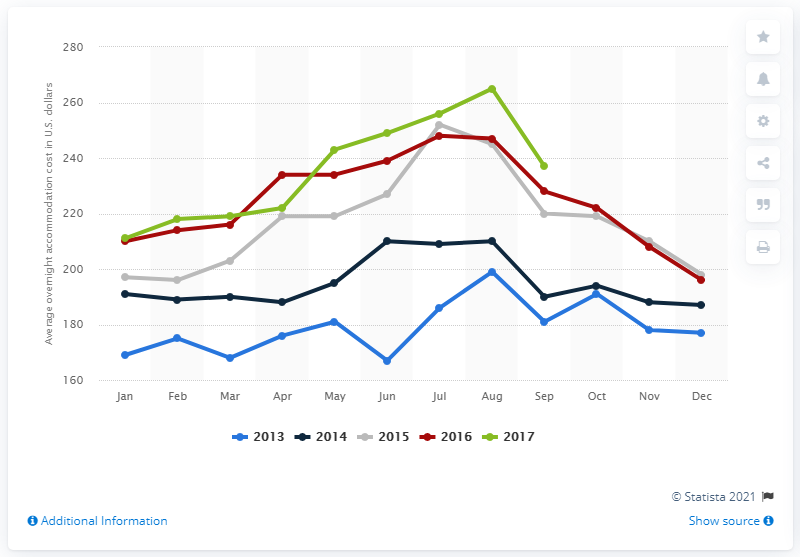 280
260
240
220
200
180
160
Average overnight accommodation cost in U.S. dollars
Jan Feb Mar Apr May Jun Jul Aug Sep Oct Nov Dec
2013 2014 2015 2016 2017
© Statista 2021
Additional Information Show source